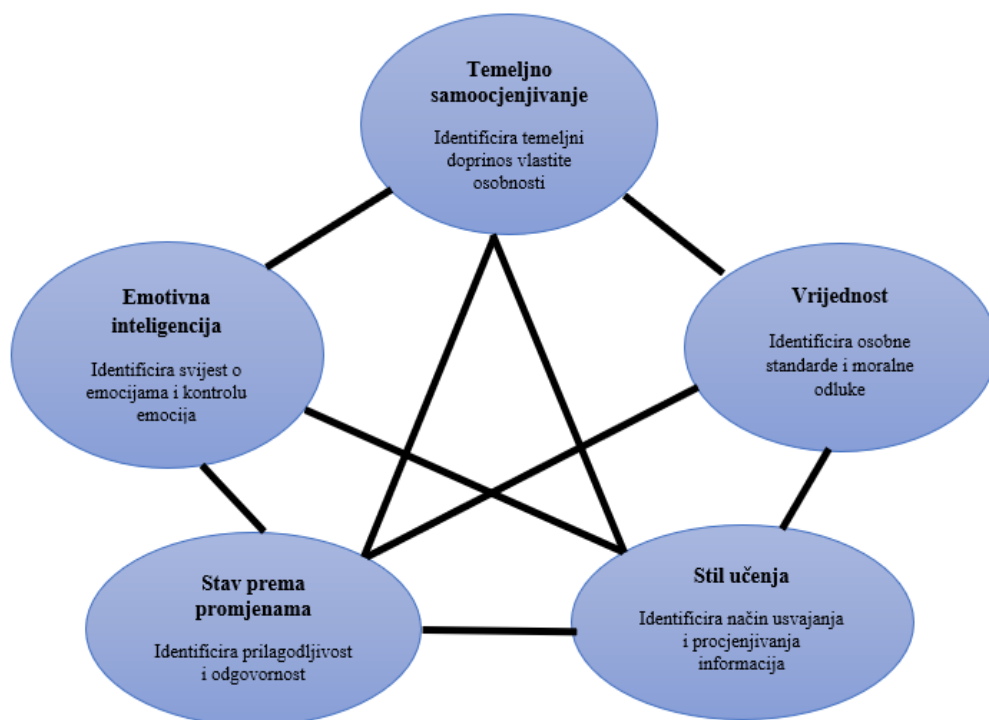 Temeljno
samoocjenjivanje
Identificira temeljni
doprinos vlastite
osobnosti
Emotivna
inteligencija
Identificira svijest o
emocijama i kontrolu
emocija
Vrijednost
Identificira osobne
standarde i moralne
odluke
Stav prema
promjenama
Identificira prilagodljivost
i odgovornost
Stil učenja
Identificira način usvajanja
i procjenjivanja
informacija